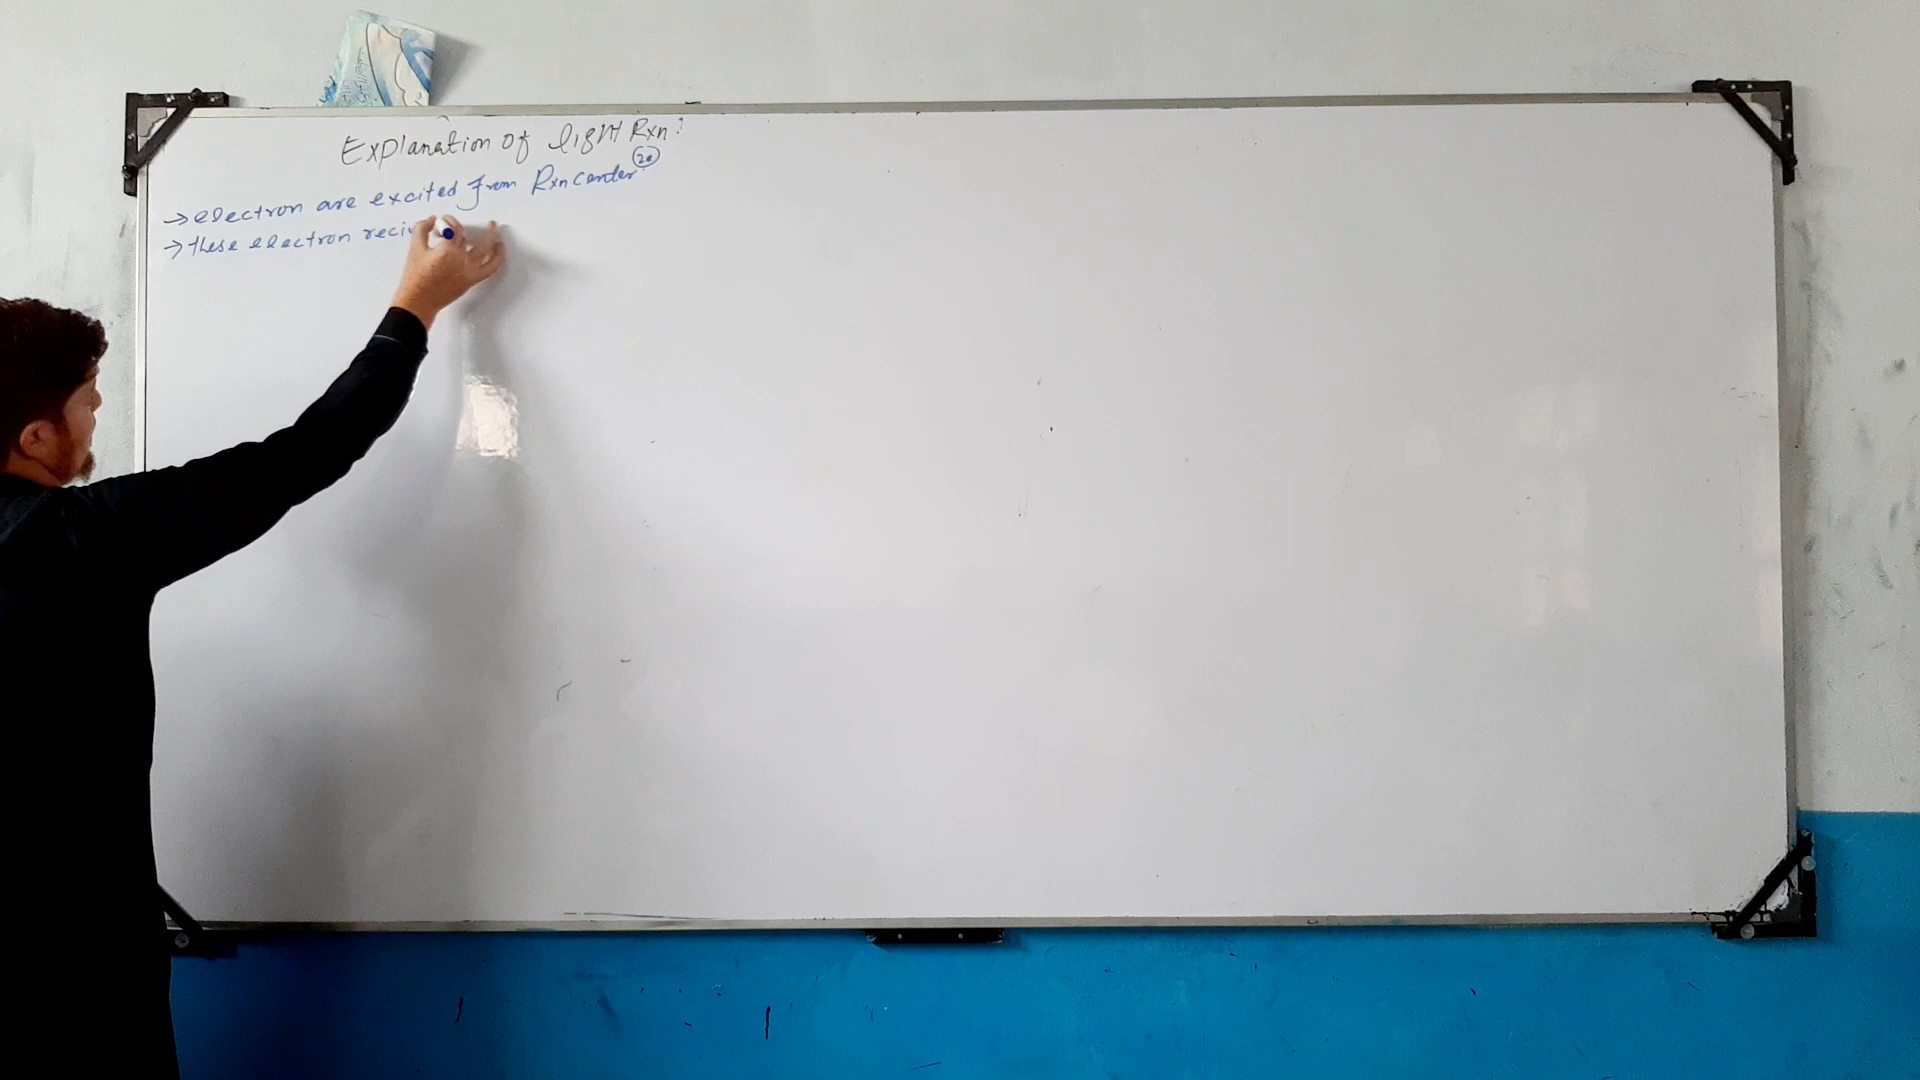 Explanation of light Rxn:
→ electron are excited from Rxn center 2e
→ these electron reciv